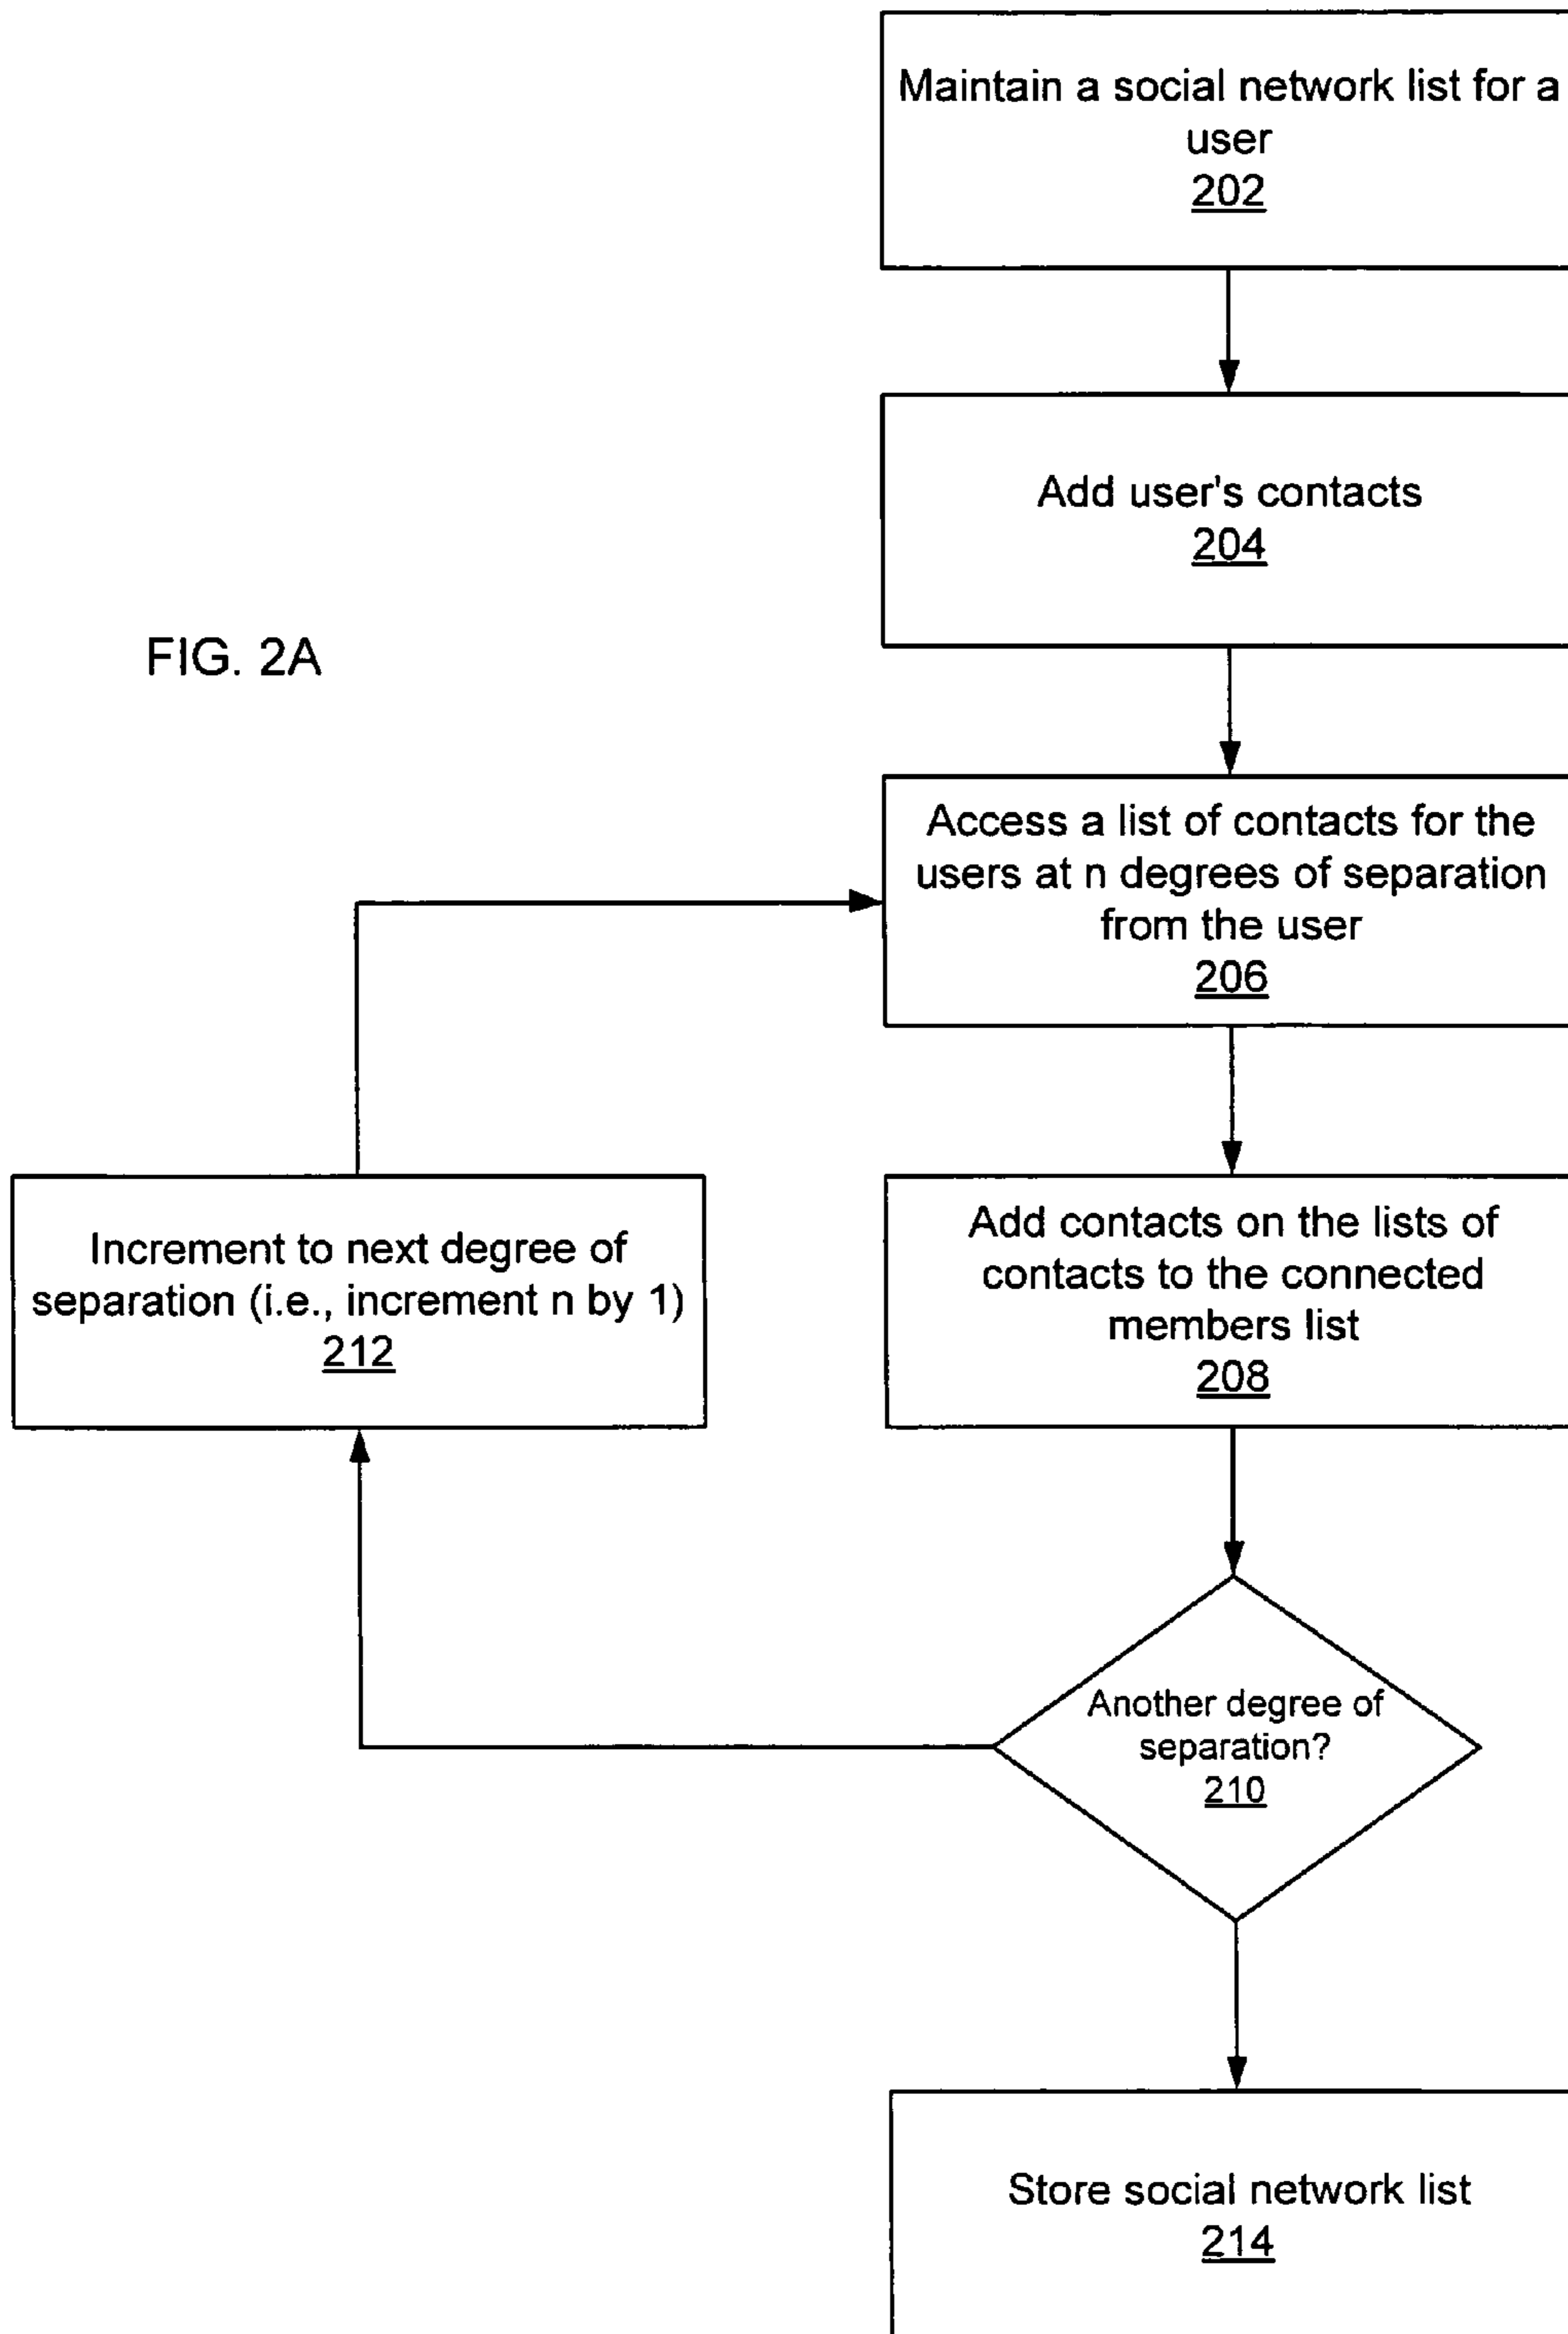 Maintain a social network list for a
user
202
Add user's contacts
204
FIG. 2A
Access a list of contacts for the
users at n degrees of separation
from the user
206
Add contacts on the lists of
contacts to the connected
members list
208
Increment to next degree of
separation (i.e., increment n by 1)
212
Another degree of
separation?
210
Store social network list
214